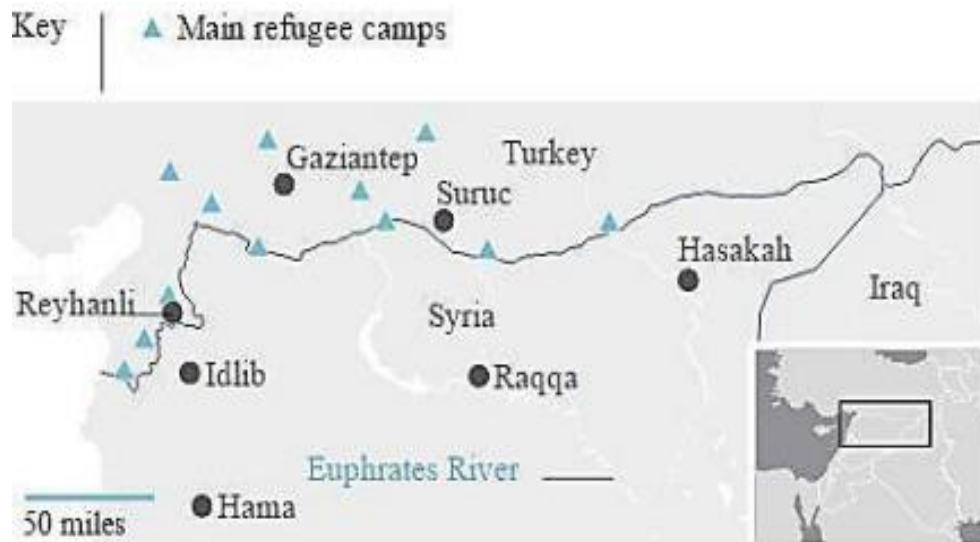 Key
Main refugee camps
Gaziantep
Turkey
Suruc
Hasakah
Reyhanli
Syria
Iraq
Idlib
Raqqa
Euphrates River
Hama
50 miles